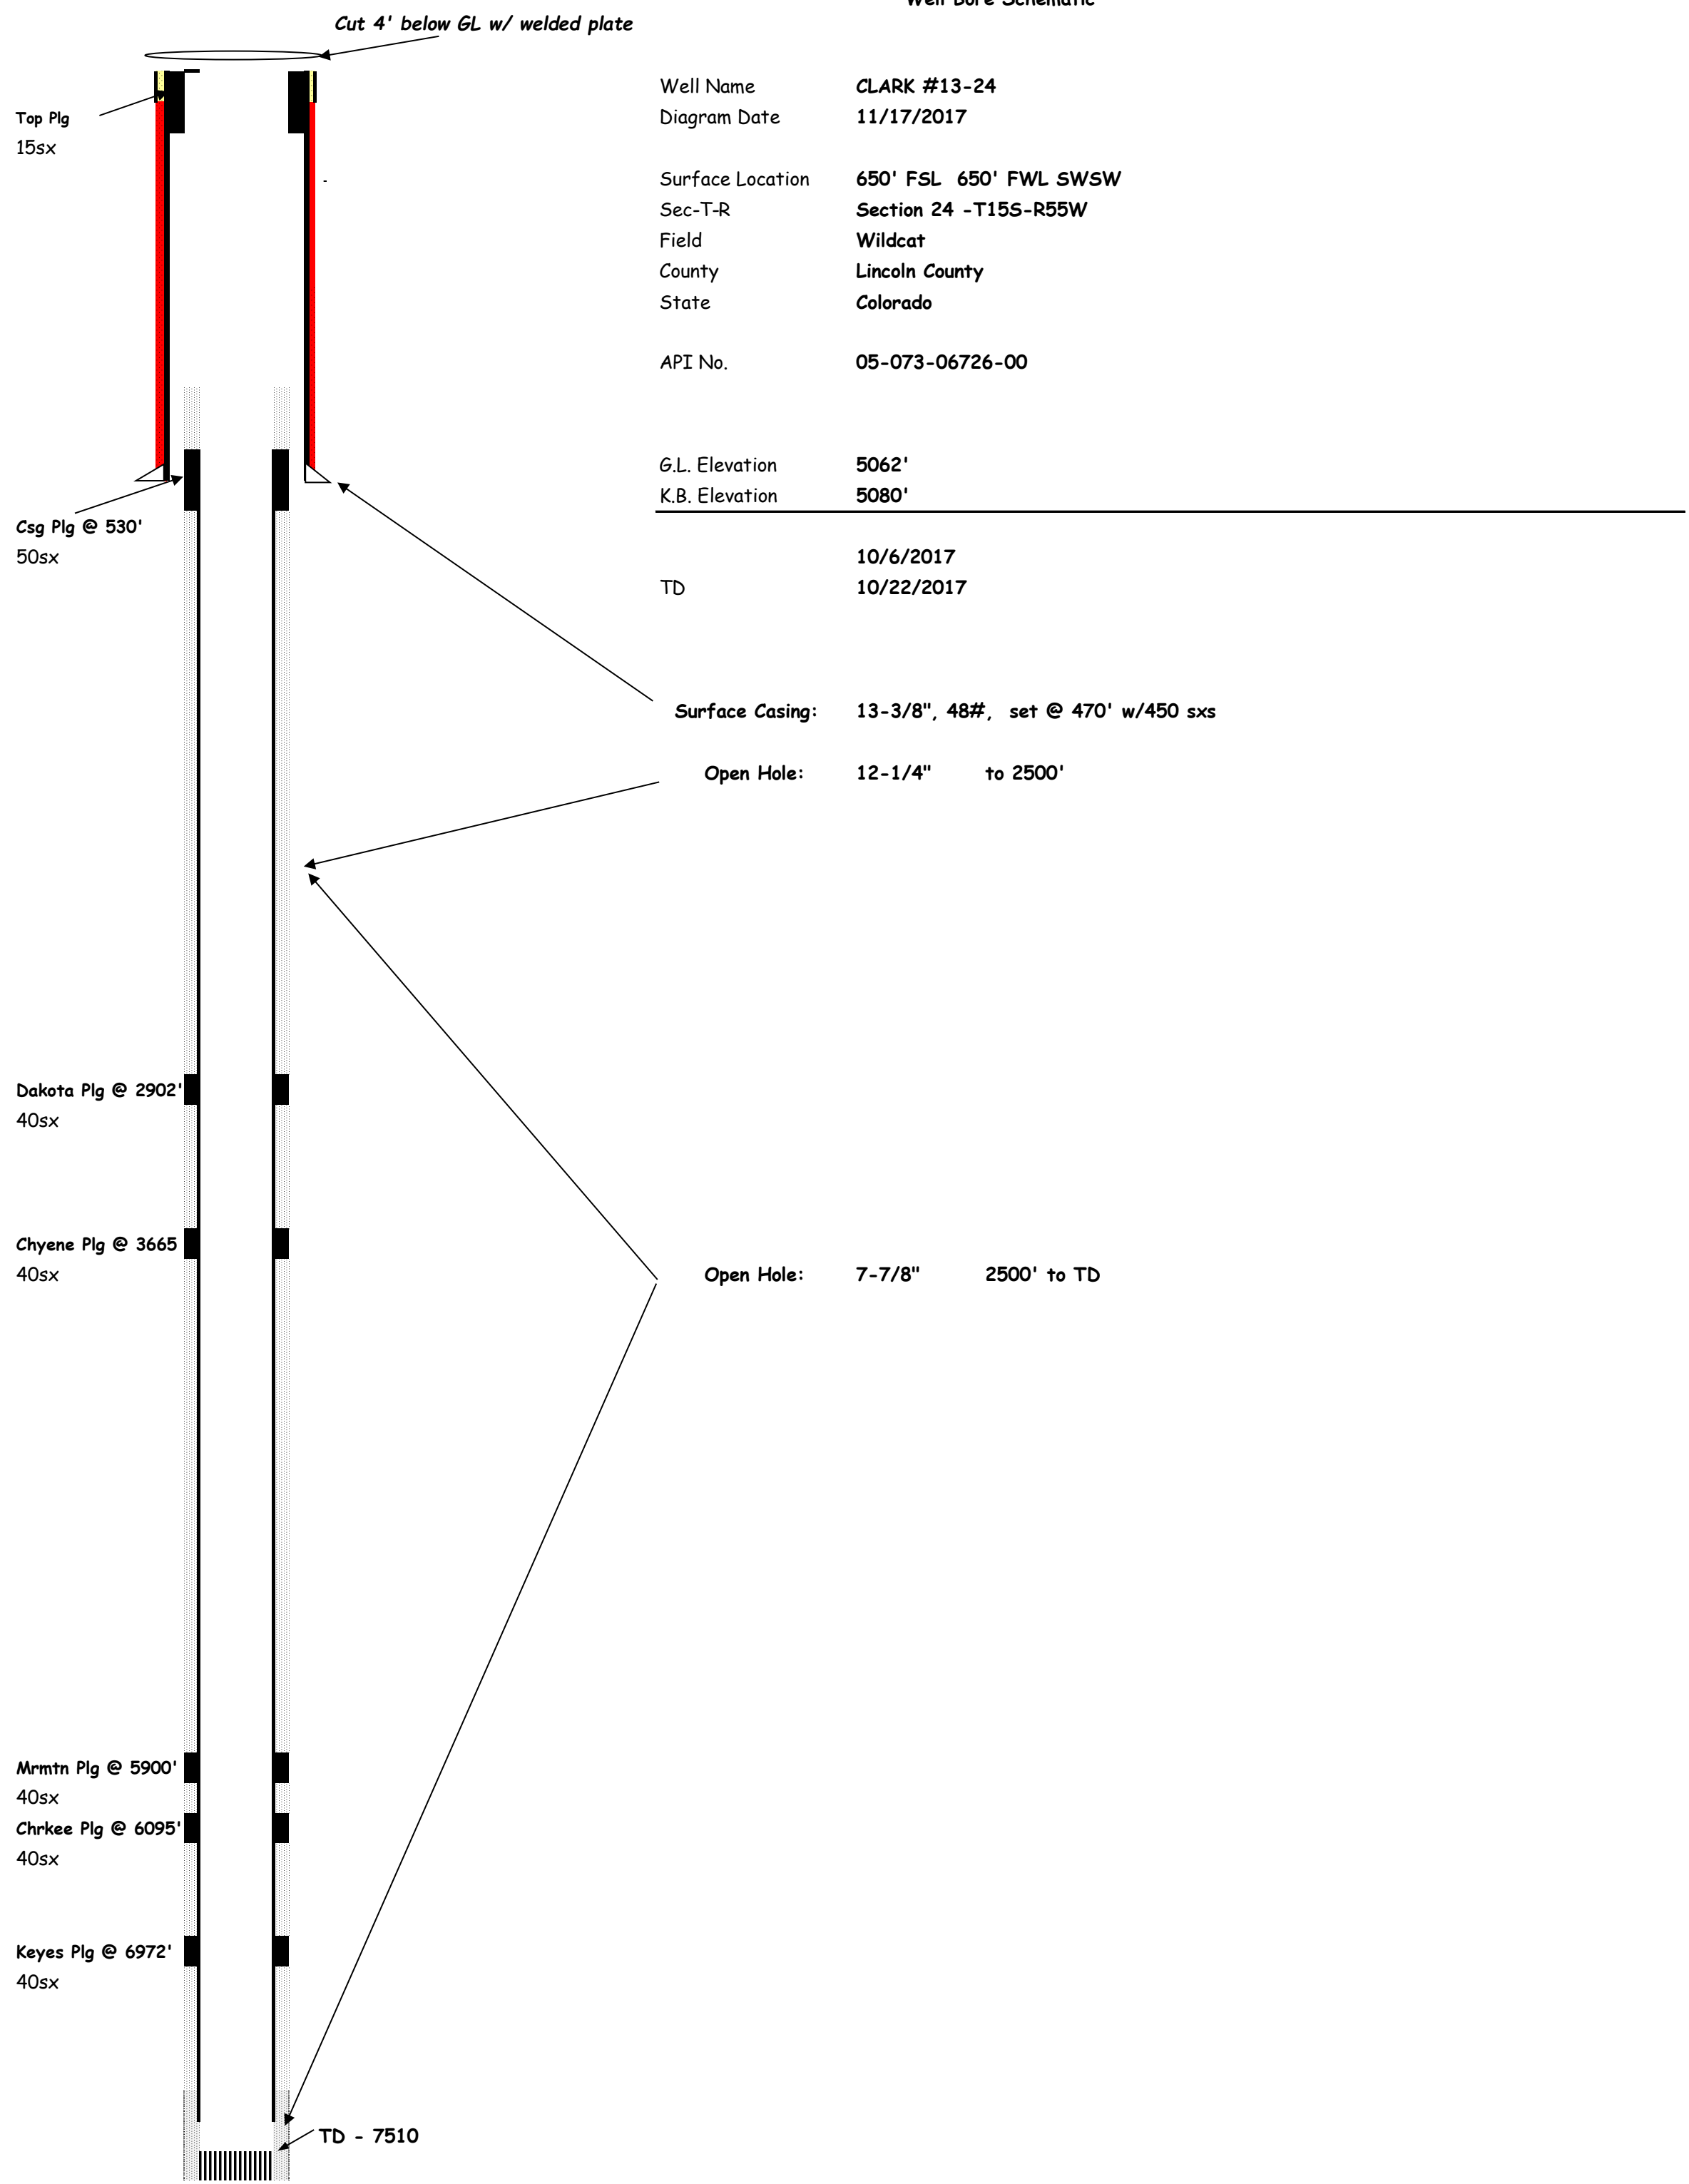 Well Bore Schematic
Cut 4' below GL w/ welded plate
Well Name CLARK #13-24
Top Plg
Diagram Date 11/17/2017
15sx
Surface Location 650' FSL 650' FWL SWSW
-
Sec-T-R Section 24 -T15S-R55W
Field Wildcat
County Lincoln County
State Colorado
API No. 05-073-06726-00
G.L. Elevation 5062'
K.B. Elevation 5080'
Csg Plg @ 530'
50sx
10/6/2017
TD 10/22/2017
Surface Casing: 13-3/8", 48#, set @ 470' w/450 sxs
Open Hole: 12-1/4" to 2500'
Dakota Plg @ 2902'
40sx
Chyene Plg @ 3665
40sx
Open Hole: 7-7/8" 2500' to TD
Mrmtn Plg @ 5900'
40sx
Chrkee Plg @ 6095'
40sx
Keyes Plg @ 6972'
40sx
TD - 7510